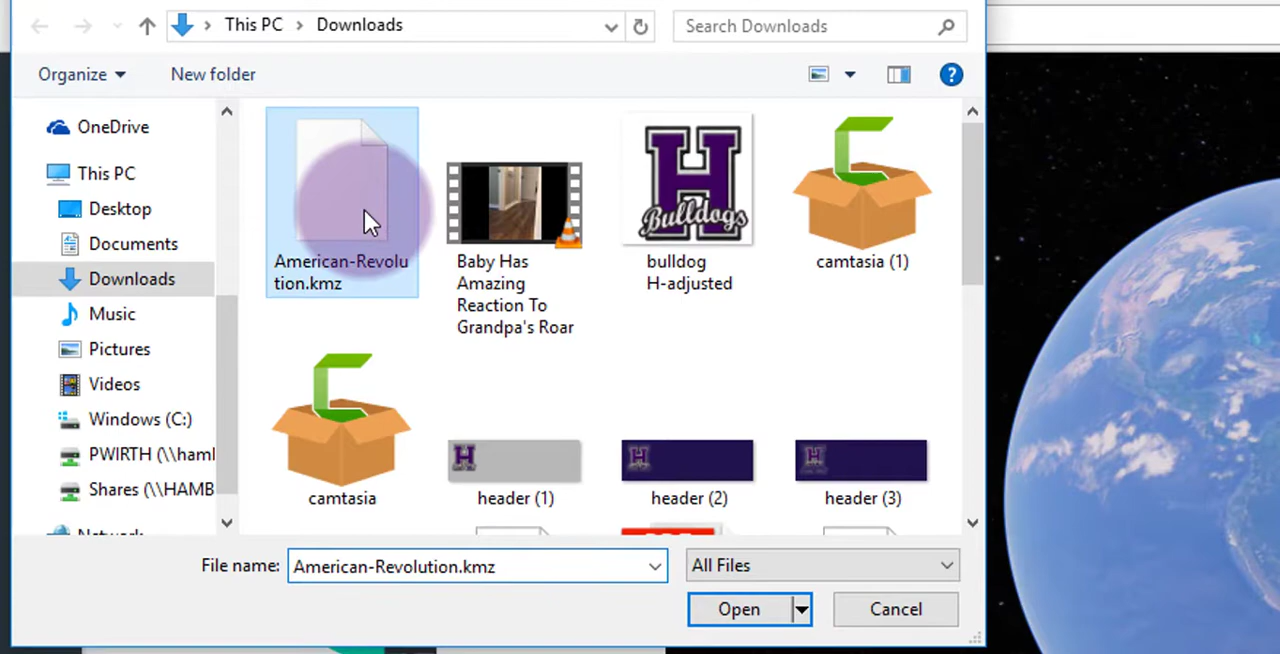 This PC > Downloads
Search Downloads
Organize
New folder
OneDrive
This PC
Desktop
Documents
Downloads
Music
Pictures
Videos
Windows (C:)
PWIRTH (\\haml
Shares (\\HAMB
Network
American-Revolu
tion.kmz
Baby Has
Amazing
Reaction To
Grandpa's Roar
H
Bulldogs
bulldog
H-adjusted
camtasia (1)
camtasia
header (1)
header (2)
header (3)
File name:
American-Revolution.kmz
All Files
Open
Cancel